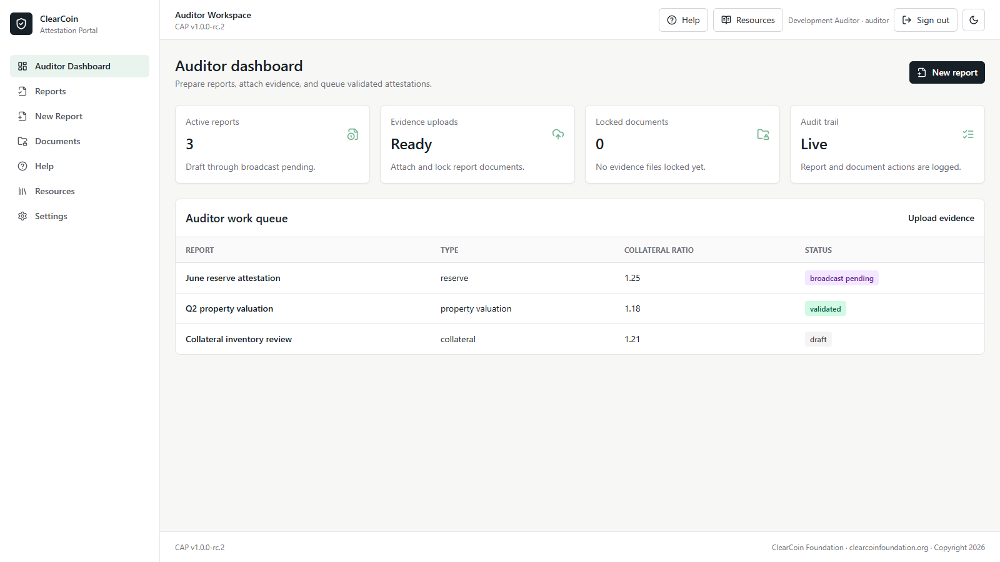 ClearCoin
Attestation Portal
Auditor Dashboard
Reports
New Report
Documents
Help
Resources
Settings
Auditor Workspace
CAP v1.0.0-rc.2
Help
Resources
Development Auditor · auditor
Sign out
Auditor dashboard
Prepare reports, attach evidence, and queue validated attestations.
New report
Active reports
3
Draft through broadcast pending.
Evidence uploads
Ready
Attach and lock report documents.
Locked documents
0
No evidence files locked yet.
Audit trail
Live
Report and document actions are logged.
Auditor work queue
Upload evidence
REPORT TYPE COLLATERAL RATIO STATUS
June reserve attestation reserve 1.25 broadcast pending
Q2 property valuation property valuation 1.18 validated
Collateral inventory review collateral 1.21 draft
CAP v1.0.0-rc.2
ClearCoin Foundation · clearcoinfoundation.org · Copyright 2026